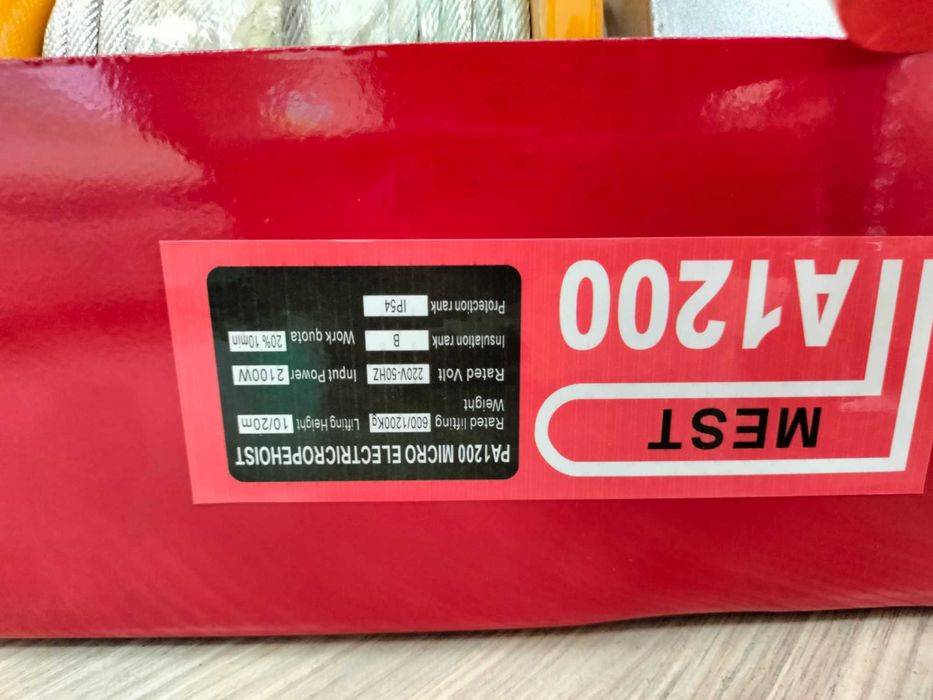 MEST
A1200
PA1200 MICRO ELECTRICROPEHOIST
Rated lifting Weight 600/1200Kg Lifting Height 10/20m
Rated Volt 220V-50HZ Input Power 2100W
Insulation rank B Work quota 20% 10min
Protection rank IP54